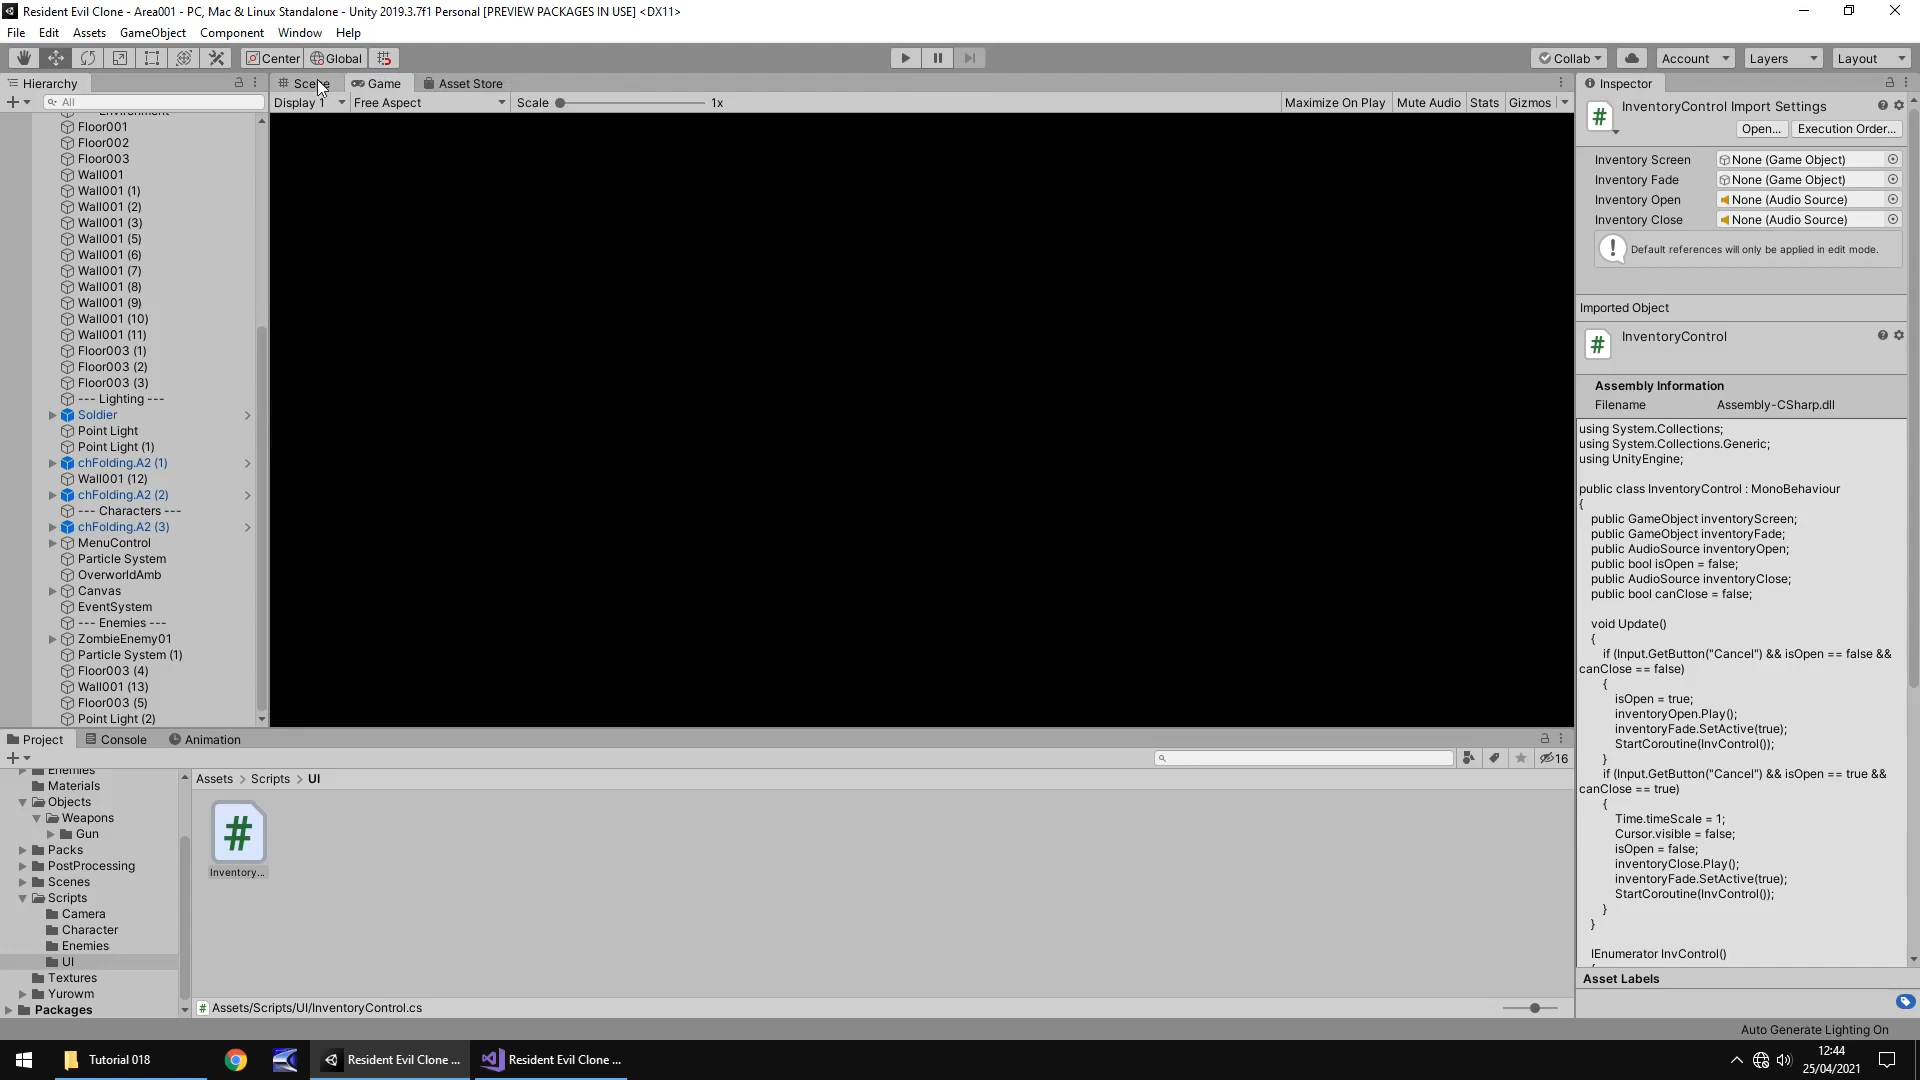 Resident Evil Clone - Area001 - PC, Mac & Linux Standalone - Unity 2019.3.7f1 Personal [PREVIEW PACKAGES IN USE] <DX11>
File Edit Assets GameObject Component Window Help
Center Global Collab Account Layers Layout
Hierarchy Scene Game Asset Store Inspector
All Display 1 Free Aspect Scale 1x Maximize On Play Mute Audio Stats Gizmos
Floor001
Floor002
Floor003
Wall001
Wall001 (1)
Wall001 (2)
Wall001 (3)
Wall001 (5)
Wall001 (6)
Wall001 (7)
Wall001 (8)
Wall001 (9)
Wall001 (10)
Wall001 (11)
Floor003 (1)
Floor003 (2)
Floor003 (3)
--- Lighting ---
Soldier
Point Light
Point Light (1)
chFolding.A2 (1)
Wall001 (12)
chFolding.A2 (2)
--- Characters ---
chFolding.A2 (3)
MenuControl
Particle System
OverworldAmb
Canvas
EventSystem
--- Enemies ---
ZombieEnemy01
Particle System (1)
Floor003 (4)
Wall001 (13)
Floor003 (5)
Point Light (2)
InventoryControl Import Settings
Open... Execution Order...
Inventory Screen None (Game Object)
Inventory Fade None (Game Object)
Inventory Open None (Audio Source)
Inventory Close None (Audio Source)
Default references will only be applied in edit mode.
Imported Object
InventoryControl
Assembly Information
Filename Assembly-CSharp.dll
using System.Collections;
using System.Collections.Generic;
using UnityEngine;
public class InventoryControl : MonoBehaviour
{
public GameObject inventoryScreen;
public GameObject inventoryFade;
public AudioSource inventoryOpen;
public bool isOpen = false;
public AudioSource inventoryClose;
public bool canClose = false;
void Update()
{
if (Input.GetButton("Cancel") && isOpen == false &&
canClose == false)
{
isOpen = true;
inventoryOpen.Play();
inventoryFade.SetActive(true);
StartCoroutine(InvControl());
}
if (Input.GetButton("Cancel") && isOpen == true &&
canClose == true)
{
Time.timeScale = 1;
Cursor.visible = false;
isOpen = false;
inventoryClose.Play();
inventoryFade.SetActive(true);
StartCoroutine(InvControl());
}
}
IEnumerator InvControl()
Asset Labels
Project Console Animation
16
Enemies
Materials
Objects
Weapons
Gun
Packs
PostProcessing
Scenes
Scripts
Camera
Character
Enemies
UI
Textures
Yurowm
Packages
Assets > Scripts > UI
Inventory...
Assets/Scripts/UI/InventoryControl.cs
Auto Generate Lighting On
Tutorial 018
Resident Evil Clone ...
Resident Evil Clone ...
12:44
25/04/2021